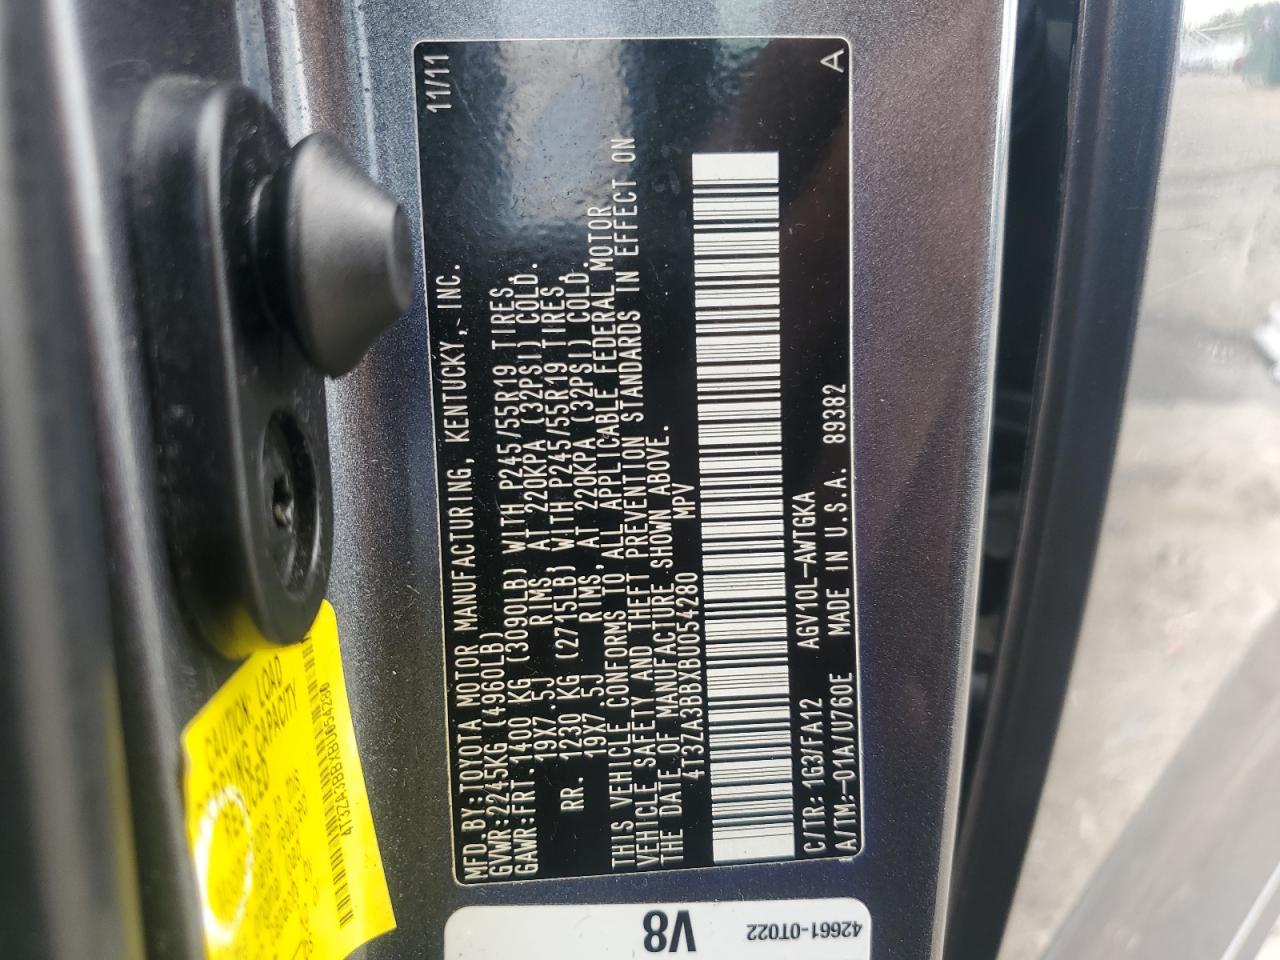 MFD.BY:TOYOTA MOTOR MANUFACTURING, KENTUCKY, INC. 11/11
GVWR:2245KG (4960LB)
GAWR:FRT.1400 KG (3090LB) WITH P245/55R19 TIRES,
19X7.5J RIMS, AT 220KPA (32PSI) COLD.
RR. 1230 KG (2715LB) WITH P245/55R19 TIRES,
19X7.5J RIMS, AT 220KPA (32PSI) COLD.
THIS VEHICLE CONFORMS TO ALL APPLICABLE FEDERAL MOTOR
VEHICLE SAFETY AND THEFT PREVENTION STANDARDS IN EFFECT ON
THE DATE OF MANUFACTURE SHOWN ABOVE.
4T3ZA3BBXBU054280 MPV
C/TR: 1G3/FA12 AGV10L-AWTGKA
A/TM:-01A/U760E MADE IN U.S.A. 89382 A
CAUTION: LOAD
CAPACITY
4T3ZA3BBXBU054280
V8
42661-0T022